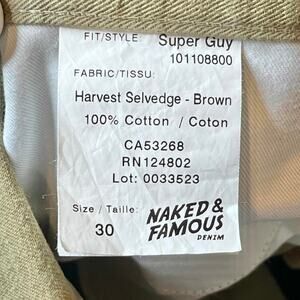 FIT/STYLE: Super Guy
101108800
FABRIC/TISSU:
Harvest Selvedge - Brown
100% Cotton / Coton
CA53268
RN124802
Lot: 0033523
Size / Taille: NAKED &
30 FAMOUS
DENIM